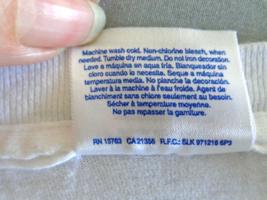 Machine wash cold. Non-chlorine bleach, when
needed. Tumble dry medium. Do not iron decoration.
Lave a máquina en agua fría. Blanqueador sin
cloro cuando lo necesite. Seque a máquina a
temperatura media. No planche la decoración.
Laver à la machine à l'eau froide. Agent de
blanchiment sans chlore, au besoin.
Sécher à température moyenne.
Ne pas repasser la garniture.
RN 15763 CA 21355 R.F.C.: SLK 971216 6P3